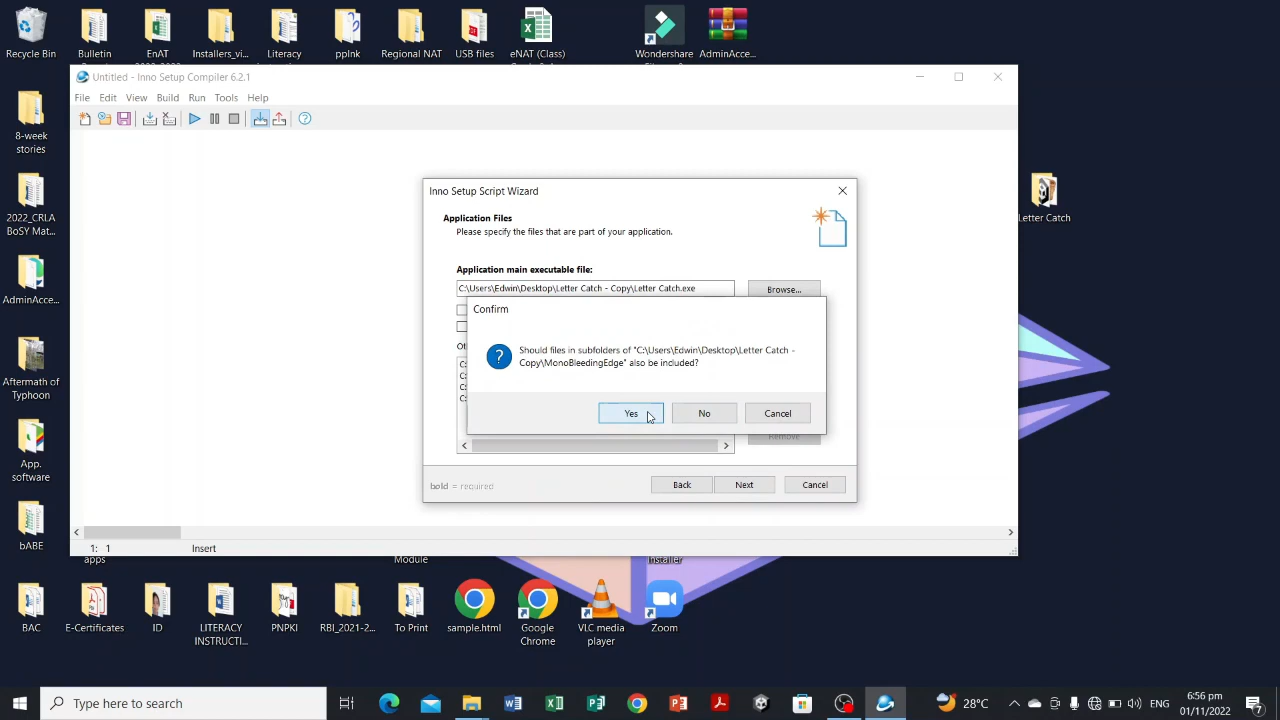 Recycle Bin
Bulletin
EnAT
Installers_vi...
Literacy
ppInk
Regional NAT
USB files
eNAT (Class)
Wondershare
AdminAcce...
Untitled - Inno Setup Compiler 6.2.1
File Edit View Build Run Tools Help
8-week
stories
2022_CRLA
BoSY Mat...
AdminAcce...
Aftermath of
Typhoon
App.
software
bABE
Letter Catch
Inno Setup Script Wizard
Application Files
Please specify the files that are part of your application.
Application main executable file:
C:\Users\Edwin\Desktop\Letter Catch - Copy\Letter Catch.exe
Browse...
Confirm
Should files in subfolders of "C:\Users\Edwin\Desktop\Letter Catch -
Copy\MonoBleedingEdge" also be included?
Yes
No
Cancel
Remove
bold = required
Back
Next
Cancel
1: 1
Insert
apps
Module
Installer
BAC
E-Certificates
ID
LITERACY
INSTRUCTI...
PNPKI
RBI_2021-2...
To Print
sample.html
Google
Chrome
VLC media
player
Zoom
Type here to search
28°C
ENG
6:56 pm
01/11/2022
7